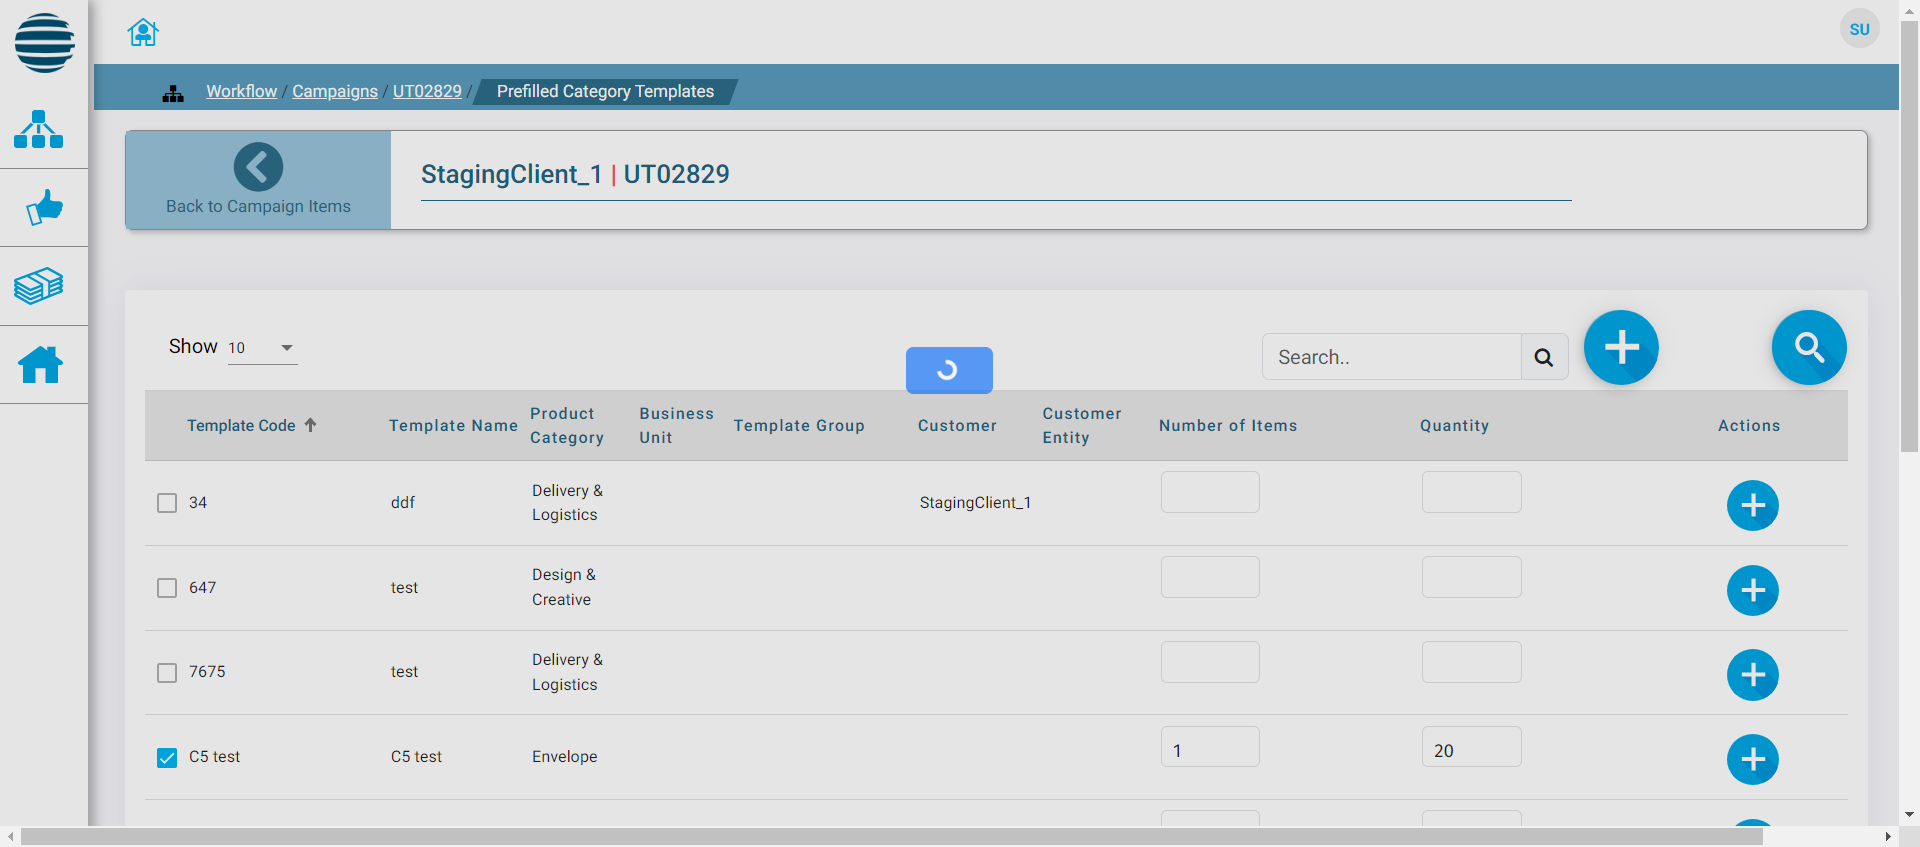 SU
Workflow / Campaigns / UT02829 / Prefilled Category Templates
Back to Campaign Items
StagingClient_1 | UT02829
Show 10
Search..
Template Code Template Name Product Category Business Unit Template Group Customer Customer Entity Number of Items Quantity Actions
34 ddf Delivery & Logistics StagingClient_1
647 test Design & Creative
7675 test Delivery & Logistics
C5 test C5 test Envelope 1 20